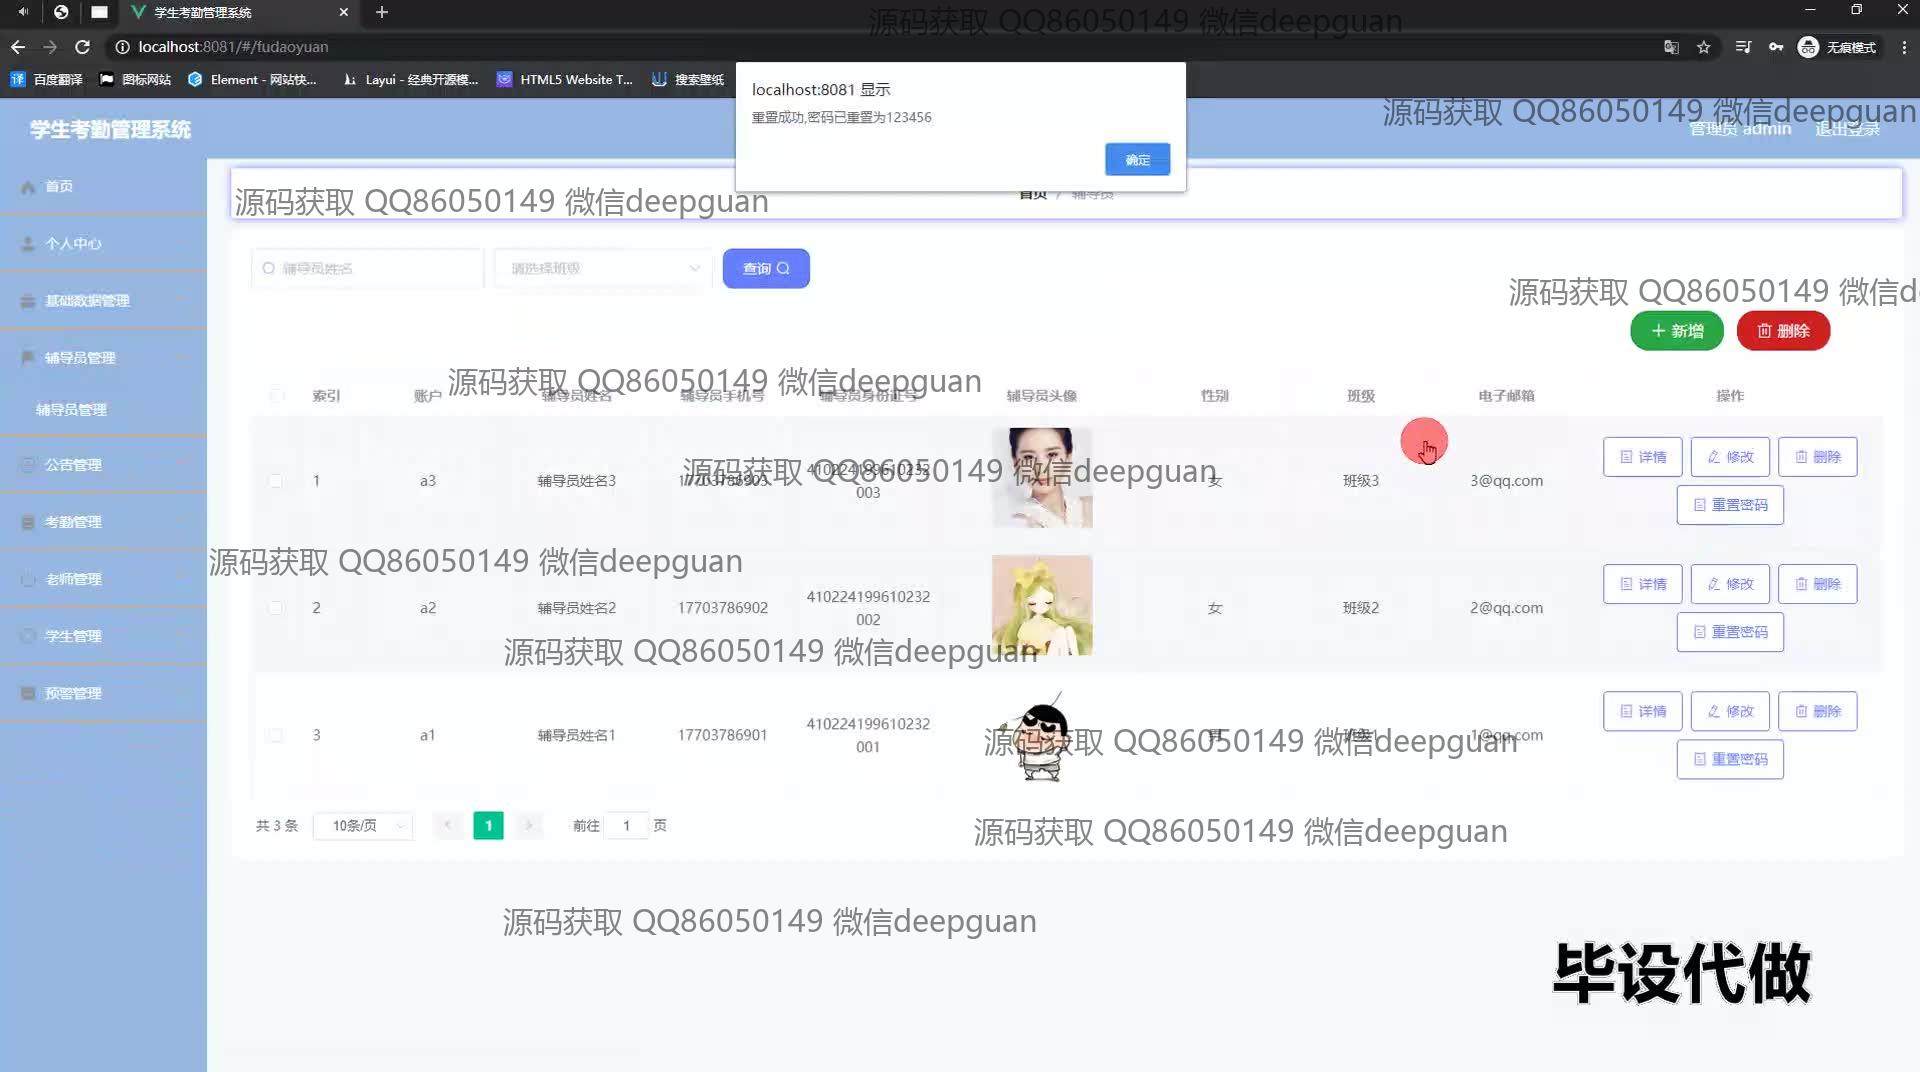 学生考勤管理系统
源码获取 QQ86050149 微信deepguan
localhost:8081/#/fudaoyuan
无痕模式
百度翻译 图标网站 Element - 网站快... Layui - 经典开源模... HTML5 Website T... 搜索壁纸
localhost:8081 显示
重置成功,密码已重置为123456
确定
源码获取 QQ86050149 微信deepguan
学生考勤管理系统
管理员 admin 退出登录
首页
源码获取 QQ86050149 微信deepguan
首页 / 辅导员
个人中心
辅导员姓名 请选择班级 查询
基础数据管理
源码获取 QQ86050149 微信d
新增 删除
辅导员管理
源码获取 QQ86050149 微信deepguan
索引 账户 辅导员姓名 辅导员手机号 辅导员身份证号 辅导员头像 性别 班级 电子邮箱 操作
辅导员管理
公告管理
1 a3 辅导员姓名3 17703786903 410224199610232
003 女 班级3 3@qq.com 详情 修改 删除
重置密码
源码获取 QQ86050149 微信deepguan
考勤管理
源码获取 QQ86050149 微信deepguan
老师管理
2 a2 辅导员姓名2 17703786902 410224199610232
002 女 班级2 2@qq.com 详情 修改 删除
重置密码
学生管理
源码获取 QQ86050149 微信deepguan
预警管理
3 a1 辅导员姓名1 17703786901 410224199610232
001 男 班级1 1@qq.com 详情 修改 删除
重置密码
源码获取 QQ86050149 微信deepguan
共 3 条 10条/页 1 前往 1 页
源码获取 QQ86050149 微信deepguan
源码获取 QQ86050149 微信deepguan
毕设代做